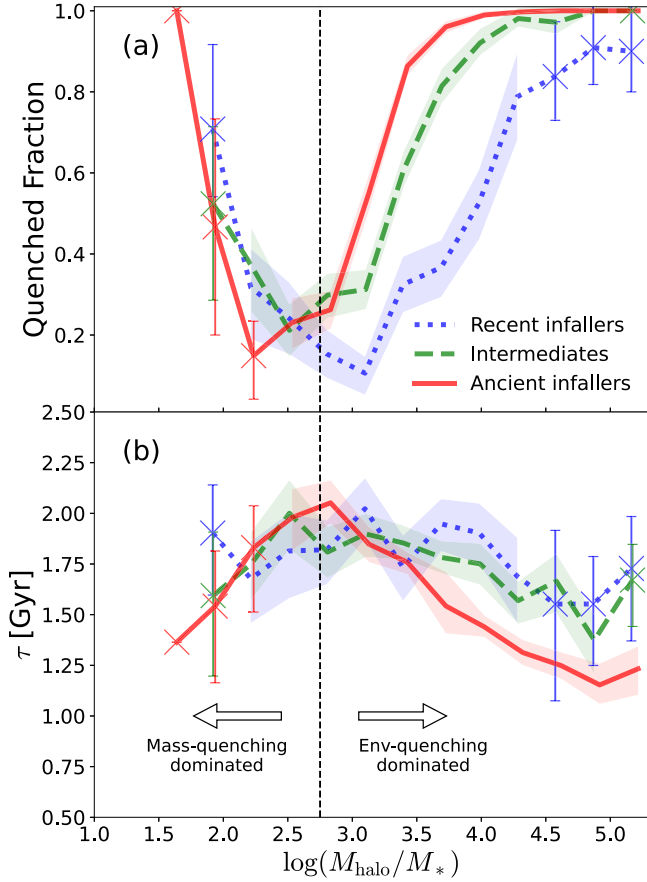 (a)
Quenched Fraction
1.0
0.8
0.6
0.4
0.2
Recent infallers
Intermediates
Ancient infallers
(b)
τ [Gyr]
2.50
2.25
2.00
1.75
1.50
1.25
1.00
0.75
0.50
Mass-quenching
dominated
Env-quenching
dominated
1.0 1.5 2.0 2.5 3.0 3.5 4.0 4.5 5.0
log(M_halo/M_*)